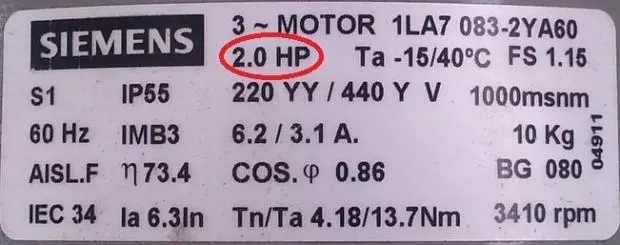 SIEMENS
3 ~ MOTOR 1LA7 083-2YA60
2.0 HP Ta -15/40ºC FS 1.15
S1 IP55 220 YY / 440 Y V 1000msnm
60 Hz IMB3 6.2 / 3.1 A. 10 Kg
AISL.F η 73.4 COS. φ 0.86 BG 080
IEC 34 Ia 6.3In Tn/Ta 4.18/13.7Nm 3410 rpm
04911